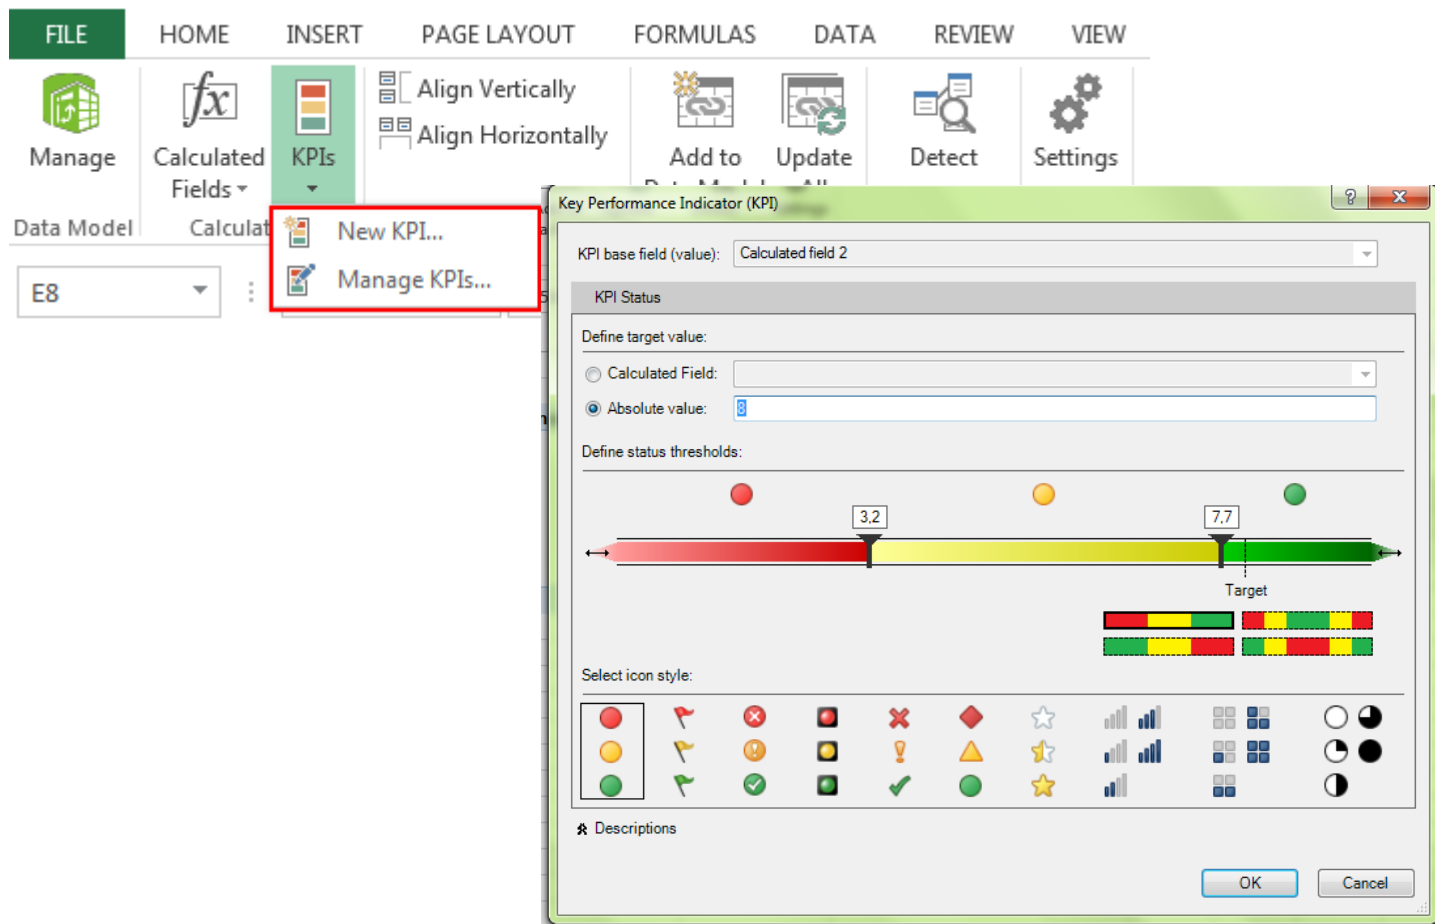 FILE HOME INSERT PAGE LAYOUT FORMULAS DATA REVIEW VIEW
Manage
Calculated
Fields
KPIs
Align Vertically
Align Horizontally
Add to
Update
Detect
Settings
Data Model
Calculat
New KPI...
Manage KPIs...
E8
Key Performance Indicator (KPI)
KPI base field (value): Calculated field 2
KPI Status
Define target value:
Calculated Field:
Absolute value: 8
Define status thresholds:
3,2 7,7
Target
Select icon style:
Descriptions
OK Cancel